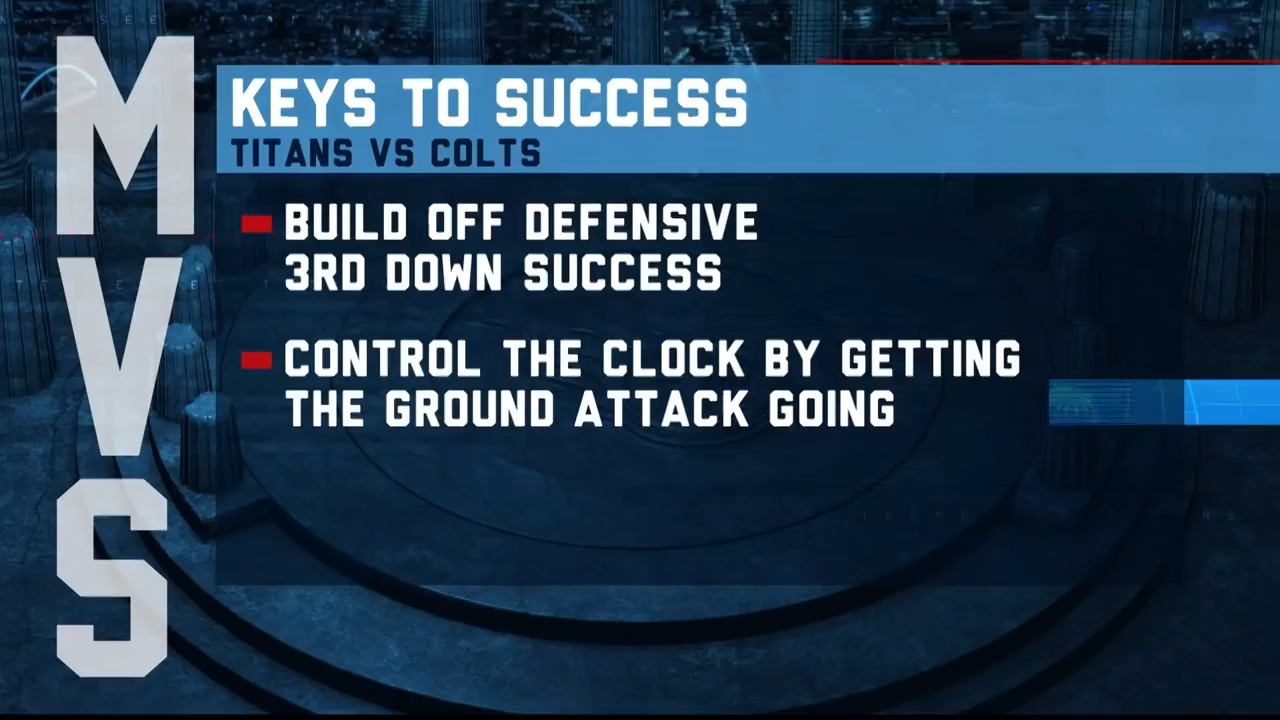 MVS
KEYS TO SUCCESS
TITANS VS COLTS
BUILD OFF DEFENSIVE
3RD DOWN SUCCESS
CONTROL THE CLOCK BY GETTING
THE GROUND ATTACK GOING